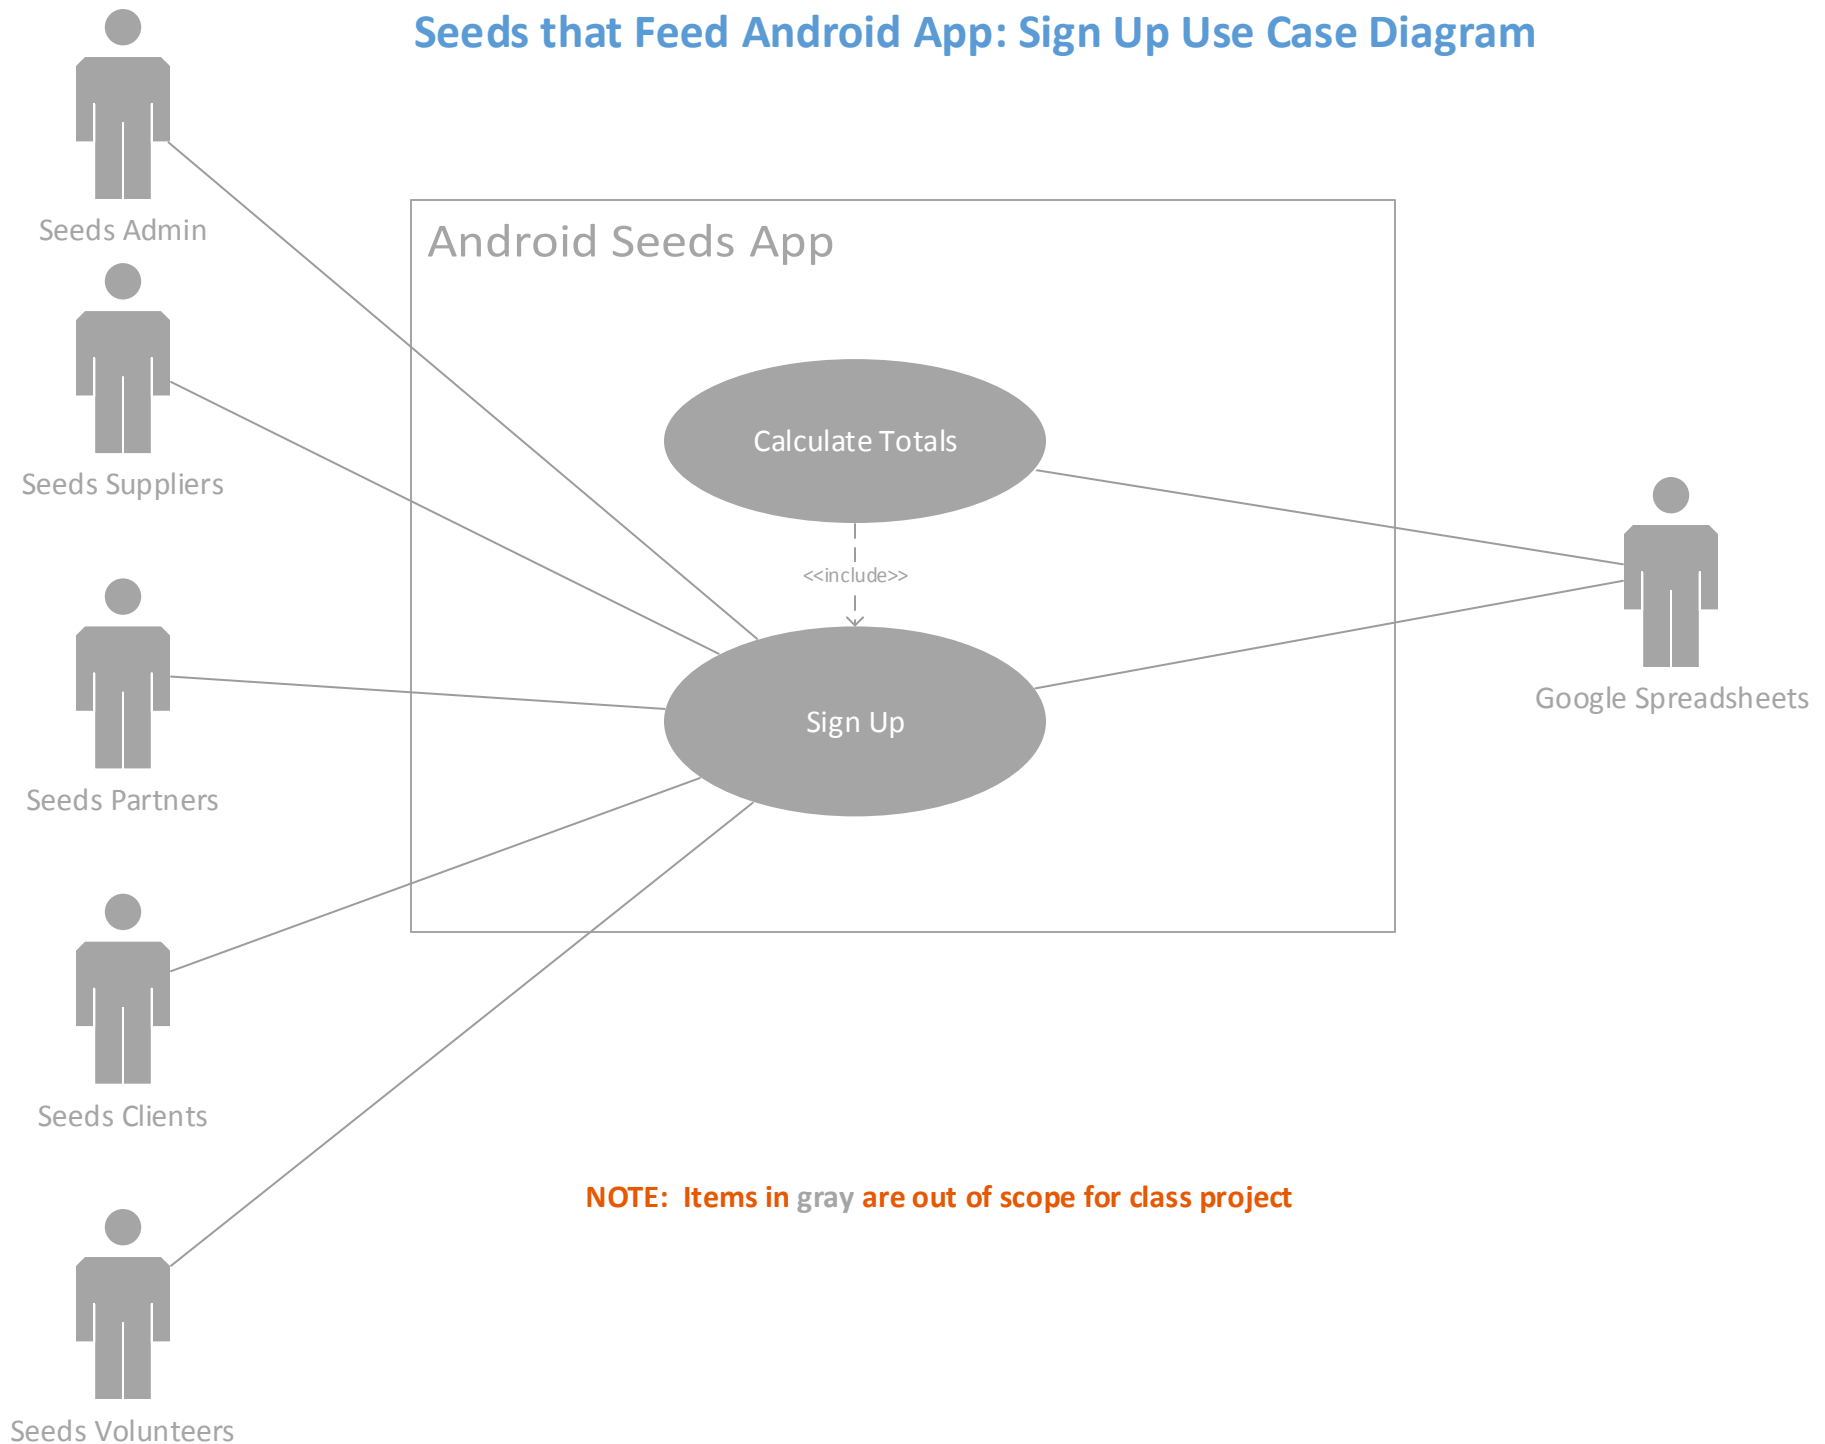 Seeds that Feed Android App: Sign Up Use Case Diagram
Seeds Admin
Android Seeds App
Seeds Suppliers
Calculate Totals
<<include>>
Sign Up
Google Spreadsheets
Seeds Partners
Seeds Clients
NOTE:  Items in gray are out of scope for class project
Seeds Volunteers